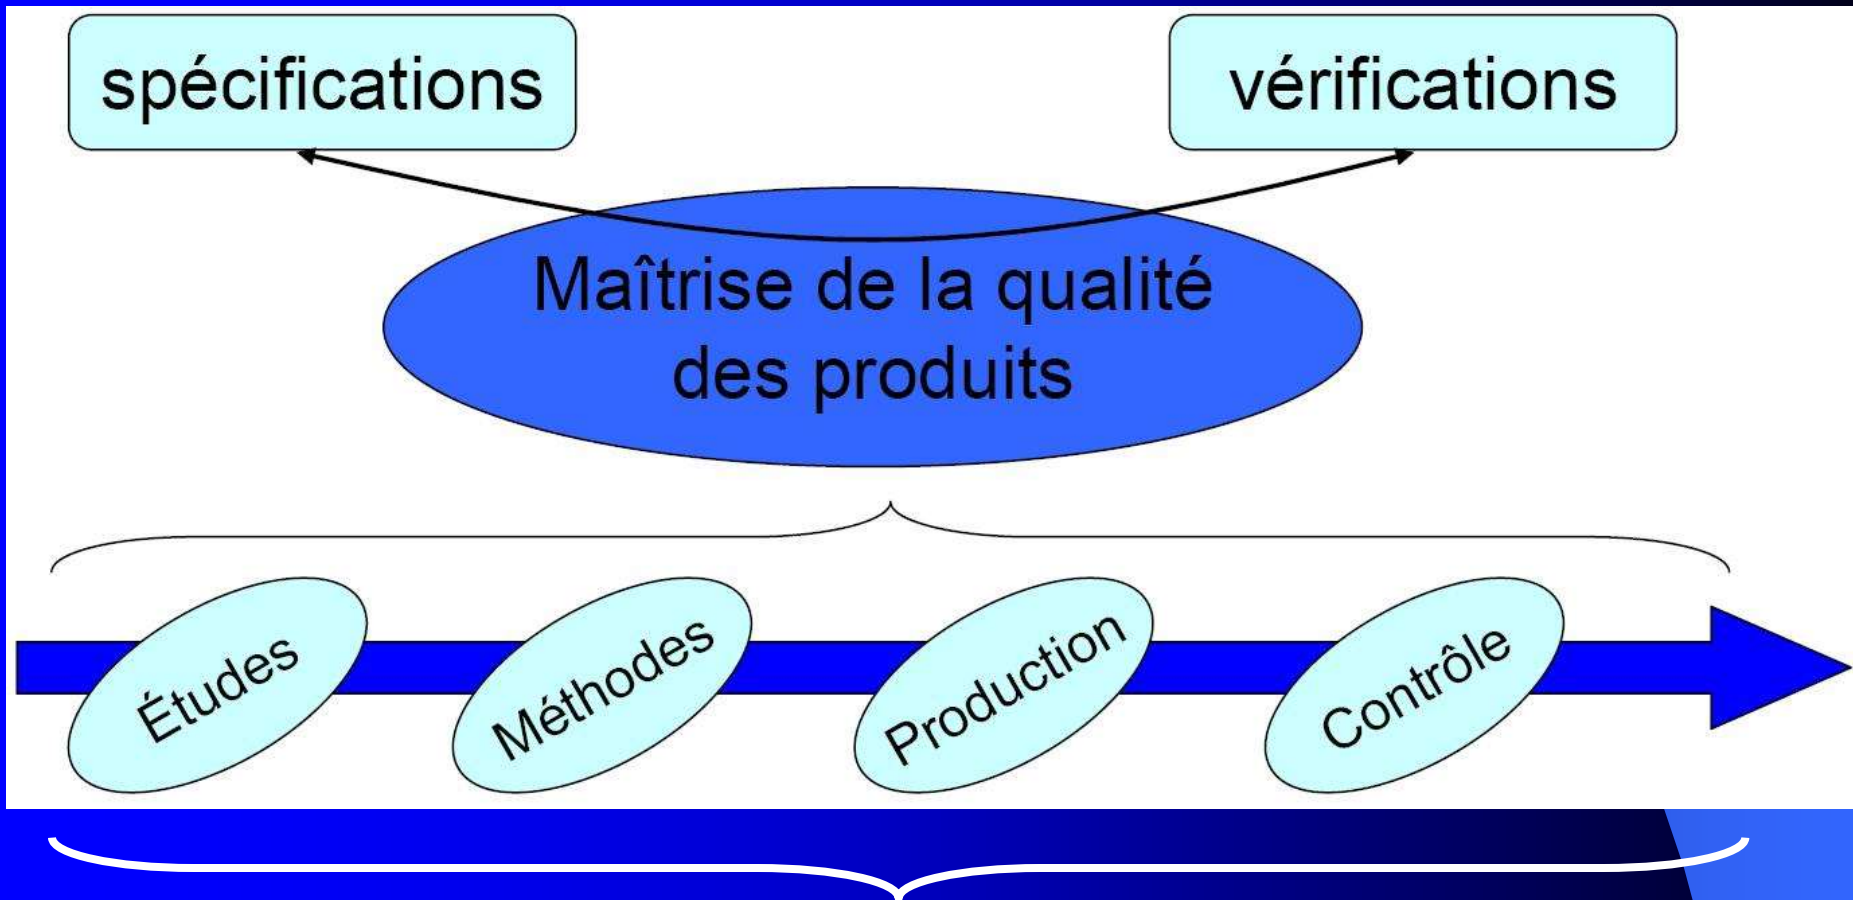 spécifications
vérifications
Maîtrise de la qualité
des produits
Études
Méthodes
Production
Contrôle